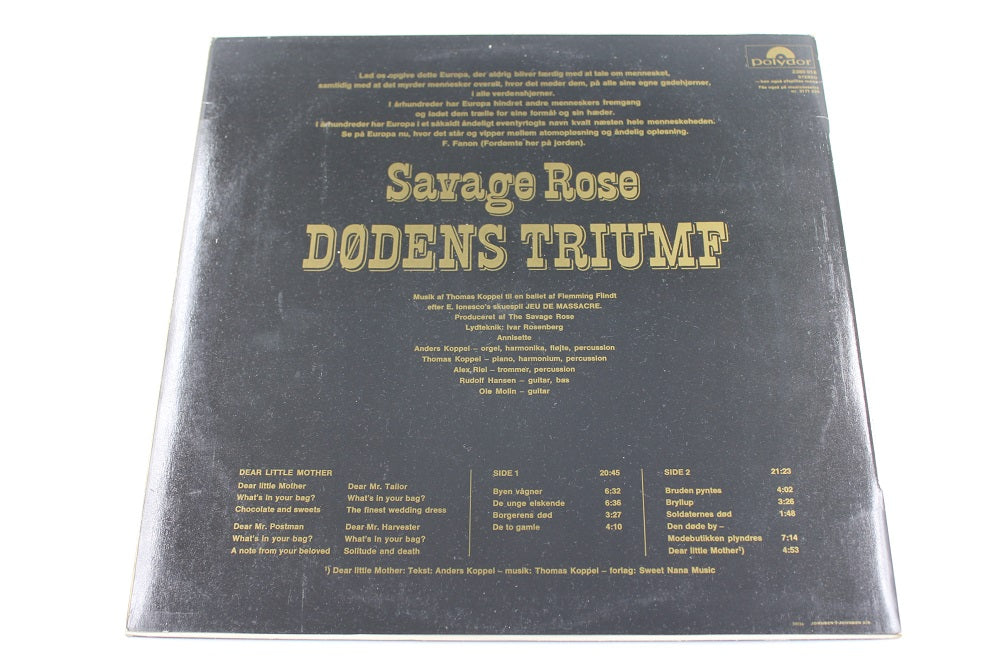 Polydor
STEREO
Lad os opgive dette Europa, der aldrig bliver færdig med at tale om mennesket,
samtidig med at det myrder mennesker overalt, hvor det møder dem, på alle sine egne gadehjørner,
i alle verdenshjørner.
I århundreder har Europa hindret andre menneskers fremgang
og ladet dem trælle for sine formål og sin hæder.
I århundreder har Europa i et såkaldt åndeligt eventyrtogts navn kvalt næsten hele menneskeheden.
Se på Europa nu, hvor det står og vipper mellem atomopløsning og åndelig opløsning.
F. Fanon (Fordømte her på jorden).
Savage Rose
DØDENS TRIUMF
Musik af Thomas Koppel til en ballet af Flemming Flindt
efter E. Ionesco's skuespil JEU DE MASSACRE.
Produceret af The Savage Rose
Lydteknik: Ivar Rosenberg
Annisette
Anders Koppel – orgel, harmonika, fløjte, percussion
Thomas Koppel – piano, harmonium, percussion
Alex Riel – trommer, percussion
Rudolf Hansen – guitar, bas
Ole Molin – guitar
DEAR LITTLE MOTHER
Dear little Mother
What's in your bag?
Chocolate and sweets
Dear Mr. Postman
What's in your bag?
A note from your beloved
Dear Mr. Tailor
What's in your bag?
The finest wedding dress
Dear Mr. Harvester
What's in your bag?
Solitude and death
SIDE 1 20:45
Byen vågner 6:32
De unge elskende 6:36
Borgerens død 3:27
De to gamle 4:10
SIDE 2 21:23
Bruden pyntes 4:02
Bryllup 3:26
Soldaternes død 1:48
Den døde by –
Modebutikken plyndres 7:14
Dear little Mother¹) 4:53
¹) Dear little Mother: Tekst: Anders Koppel – musik: Thomas Koppel – forlag: Sweet Nana Music